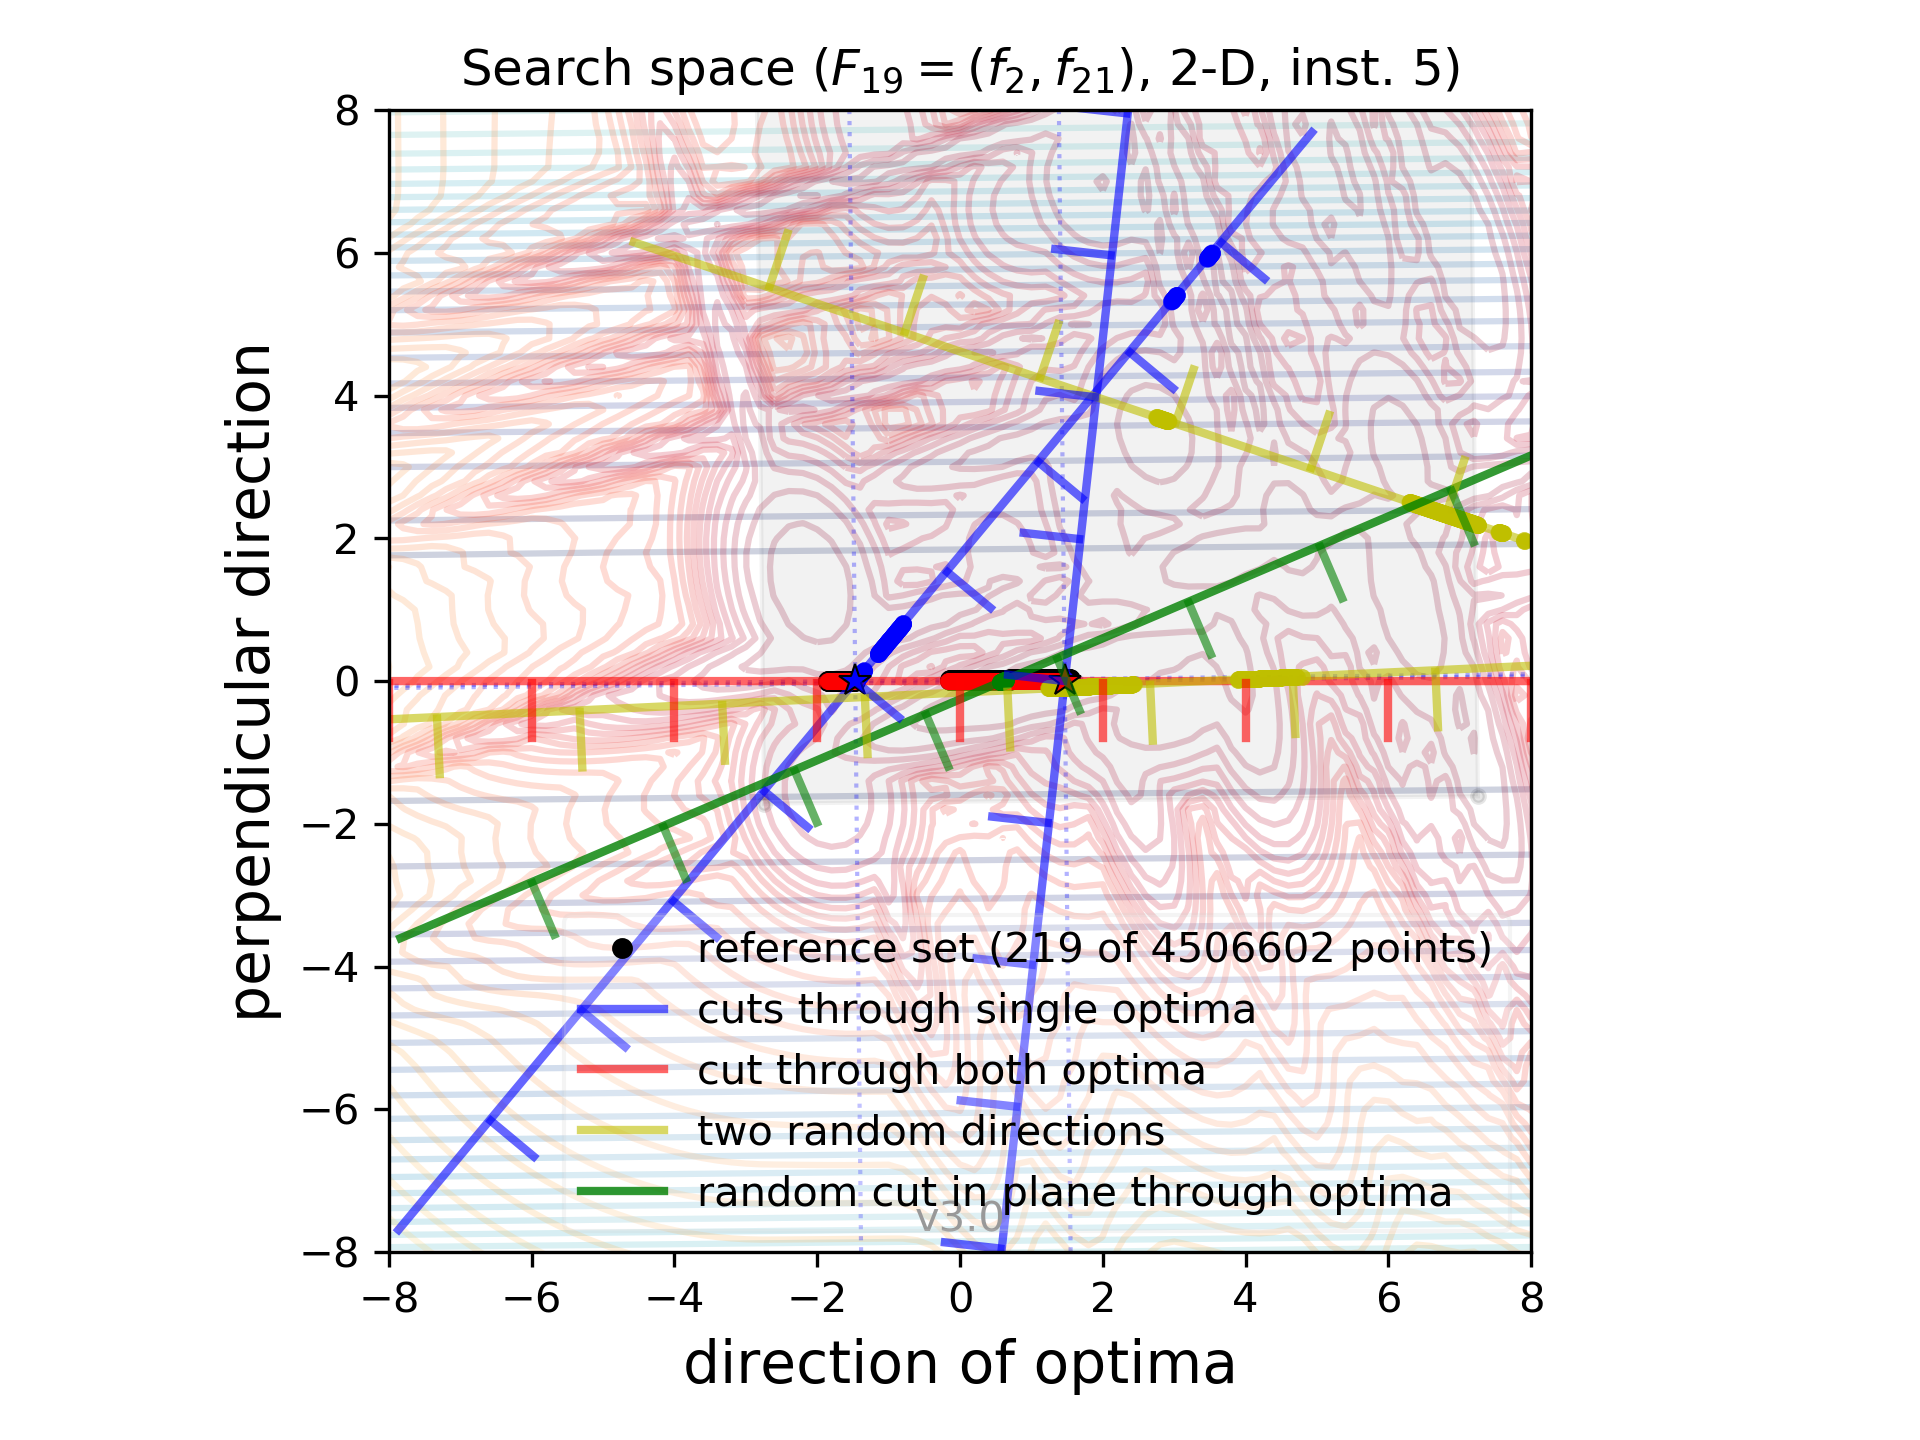 Search space (F19 = (f2, f21), 2-D, inst. 5)
8
6
4
2
0
−2
−4
−6
−8
perpendicular direction
reference set (219 of 4506602 points)
cuts through single optima
cut through both optima
two random directions
random cut in plane through optima
v3.0
−8 −6 −4 −2 0 2 4 6 8
direction of optima